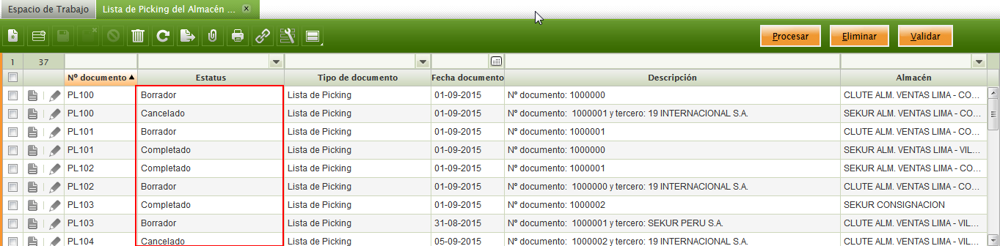 Espacio de Trabajo Lista de Picking del Almacén ...
Procesar Eliminar Validar
1 37
Nº documento Estatus Tipo de documento Fecha documento Descripción Almacén
PL100 Borrador Lista de Picking 01-09-2015 Nº documento: 1000000 CLUTE ALM. VENTAS LIMA - CO...
PL100 Cancelado Lista de Picking 01-09-2015 Nº documento: 1000001 y tercero: 19 INTERNACIONAL S.A. SEKUR ALM. VENTAS LIMA - CO...
PL101 Borrador Lista de Picking 01-09-2015 Nº documento: 1000001 CLUTE ALM. VENTAS LIMA - CO...
PL101 Completado Lista de Picking 01-09-2015 Nº documento: 1000000 SEKUR ALM. VENTAS LIMA - VIL...
PL102 Completado Lista de Picking 01-09-2015 Nº documento: 1000001 SEKUR ALM. VENTAS LIMA - CO...
PL102 Borrador Lista de Picking 01-09-2015 Nº documento: 1000000 y tercero: 19 INTERNACIONAL S.A. CLUTE ALM. VENTAS LIMA - CO...
PL103 Completado Lista de Picking 01-09-2015 Nº documento: 1000002 SEKUR CONSIGNACION
PL103 Borrador Lista de Picking 31-08-2015 Nº documento: 1000001 y tercero: SEKUR PERU S.A. CLUTE ALM. VENTAS LIMA - VIL...
PL104 Cancelado Lista de Picking 05-09-2015 Nº documento: 1000002 y tercero: 19 INTERNACIONAL S.A. CLUTE ALM. VENTAS LIMA - CO...